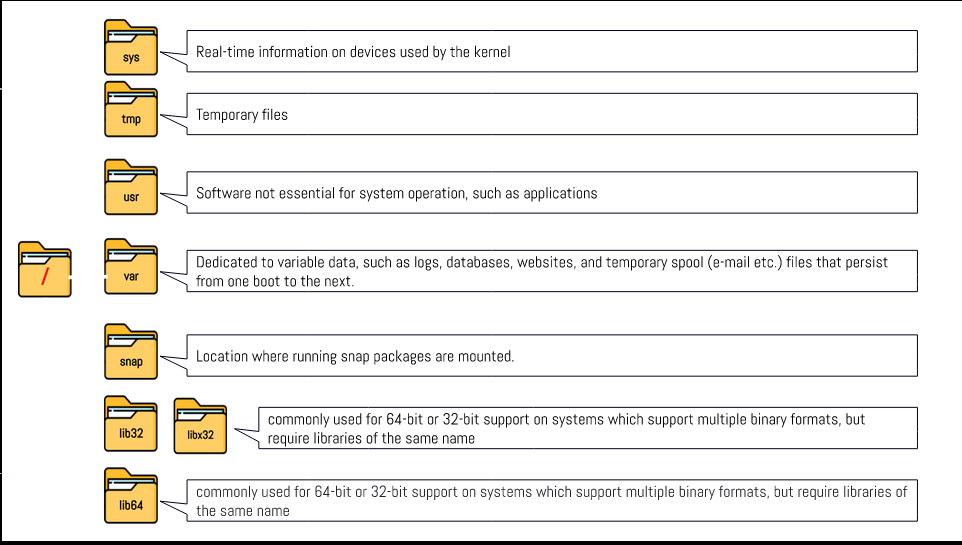 sys
Real-time information on devices used by the kernel
tmp
Temporary files
usr
Software not essential for system operation, such as applications
/
var
Dedicated to variable data, such as logs, databases, websites, and temporary spool (e-mail etc.) files that persist
from one boot to the next.
snap
Location where running snap packages are mounted.
lib32
libx32
commonly used for 64-bit or 32-bit support on systems which support multiple binary formats, but
require libraries of the same name
lib64
commonly used for 64-bit or 32-bit support on systems which support multiple binary formats, but require libraries of
the same name